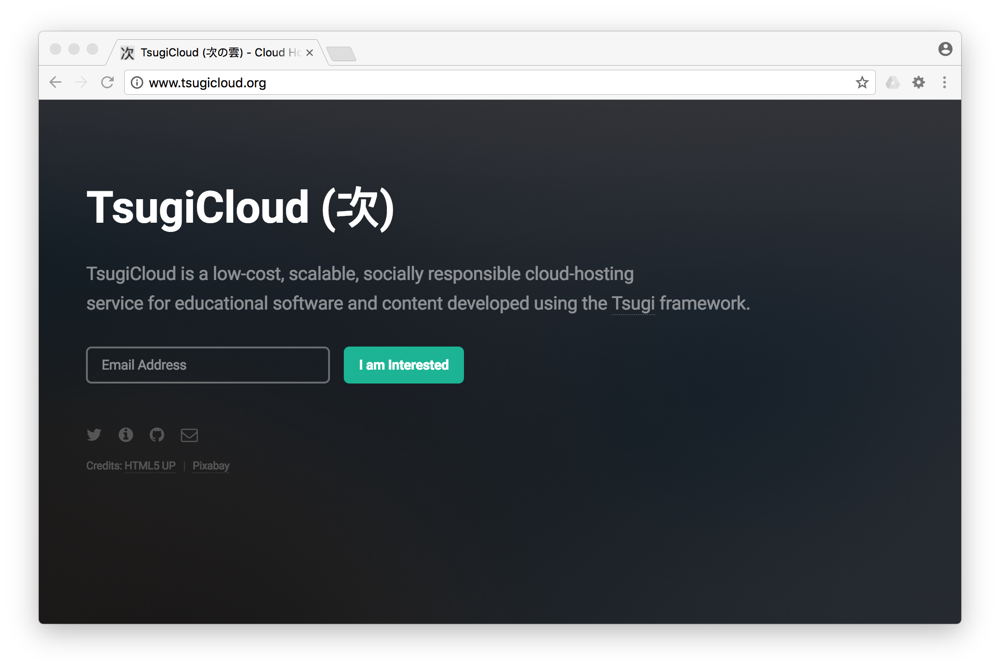 次 TsugiCloud (次の雲) - Cloud Ho
www.tsugicloud.org
TsugiCloud (次)
TsugiCloud is a low-cost, scalable, socially responsible cloud-hosting
service for educational software and content developed using the Tsugi framework.
Email Address
I am Interested
Credits: HTML5 UP | Pixabay